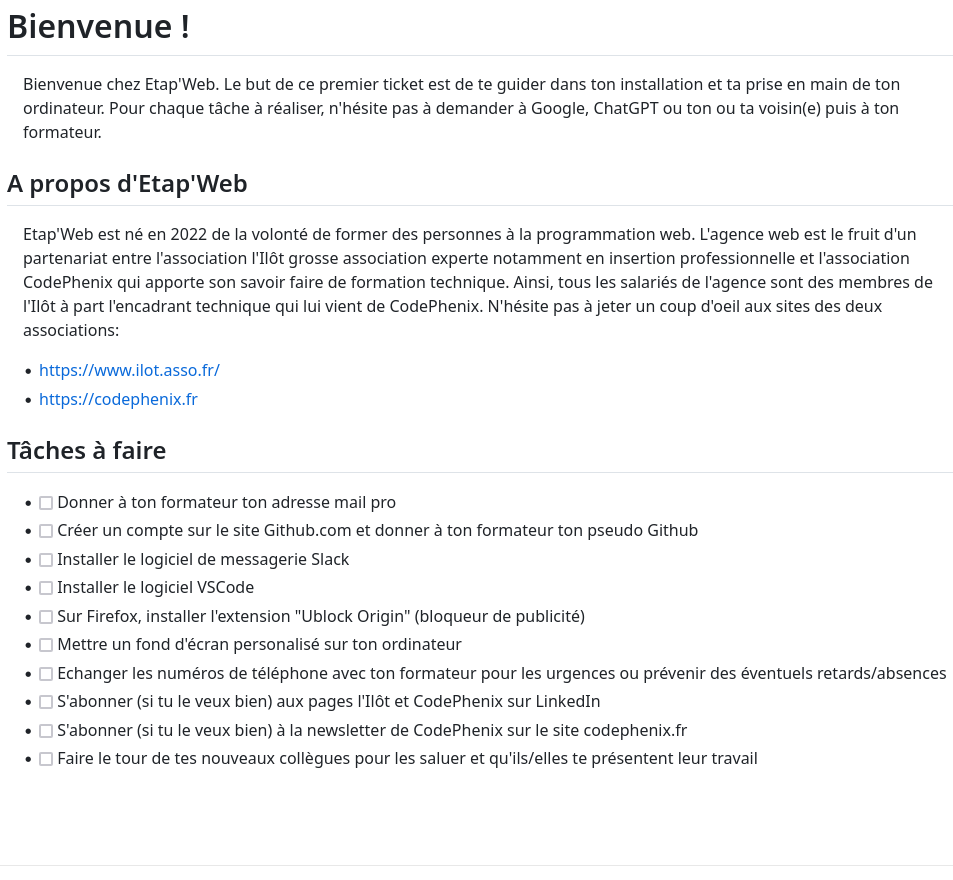 Bienvenue !
Bienvenue chez Etap'Web. Le but de ce premier ticket est de te guider dans ton installation et ta prise en main de ton
ordinateur. Pour chaque tâche à réaliser, n'hésite pas à demander à Google, ChatGPT ou ton ou ta voisin(e) puis à ton
formateur.
A propos d'Etap'Web
Etap'Web est né en 2022 de la volonté de former des personnes à la programmation web. L'agence web est le fruit d'un
partenariat entre l'association l'Ilôt grosse association experte notamment en insertion professionnelle et l'association
CodePhenix qui apporte son savoir faire de formation technique. Ainsi, tous les salariés de l'agence sont des membres de
l'Ilôt à part l'encadrant technique qui lui vient de CodePhenix. N'hésite pas à jeter un coup d'oeil aux sites des deux
associations:
• https://www.ilot.asso.fr/
• https://codephenix.fr
Tâches à faire
• ☐ Donner à ton formateur ton adresse mail pro
• ☐ Créer un compte sur le site Github.com et donner à ton formateur ton pseudo Github
• ☐ Installer le logiciel de messagerie Slack
• ☐ Installer le logiciel VSCode
• ☐ Sur Firefox, installer l'extension "Ublock Origin" (bloqueur de publicité)
• ☐ Mettre un fond d'écran personalisé sur ton ordinateur
• ☐ Echanger les numéros de téléphone avec ton formateur pour les urgences ou prévenir des éventuels retards/absences
• ☐ S'abonner (si tu le veux bien) aux pages l'Ilôt et CodePhenix sur LinkedIn
• ☐ S'abonner (si tu le veux bien) à la newsletter de CodePhenix sur le site codephenix.fr
• ☐ Faire le tour de tes nouveaux collègues pour les saluer et qu'ils/elles te présentent leur travail